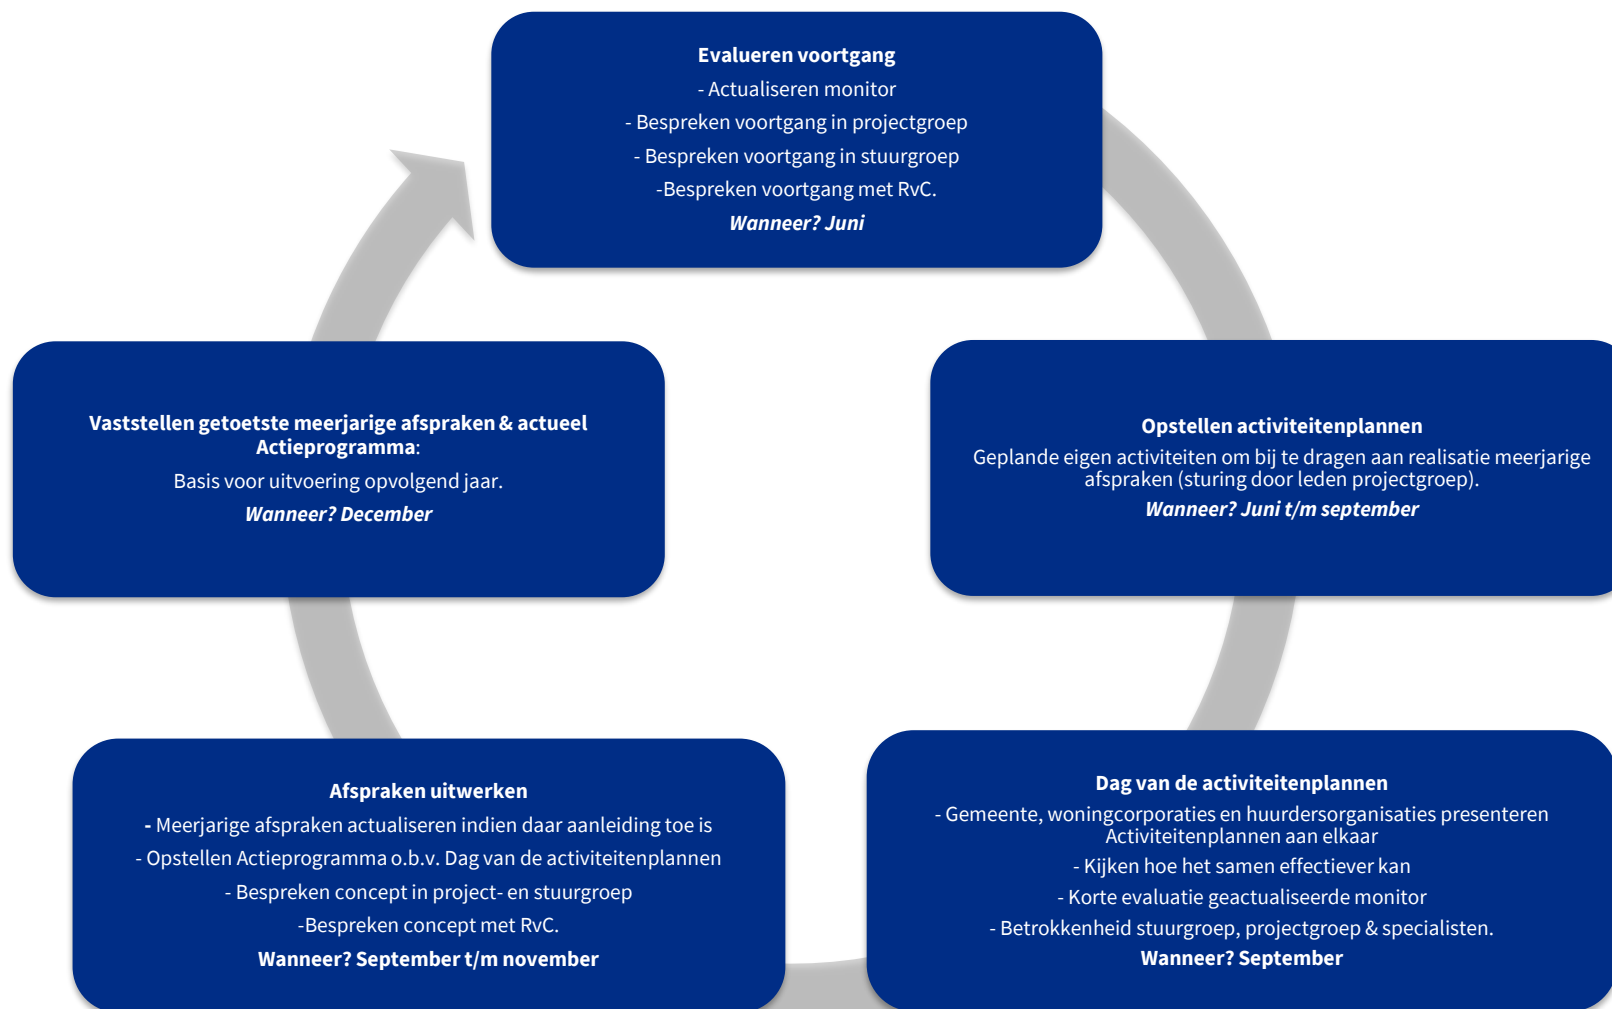 Evalueren voortgang
- Actualiseren monitor
- Bespreken voortgang in projectgroep
- Bespreken voortgang in stuurgroep
-Bespreken voortgang met RvC.
Wanneer? Juni
Opstellen activiteitenplannen
Geplande eigen activiteiten om bij te dragen aan realisatie meerjarige
afspraken (sturing door leden projectgroep).
Wanneer? Juni t/m september
Dag van de activiteitenplannen
- Gemeente, woningcorporaties en huurdersorganisaties presenteren
Activiteitenplannen aan elkaar
- Kijken hoe het samen effectiever kan
- Korte evaluatie geactualiseerde monitor
- Betrokkenheid stuurgroep, projectgroep & specialisten.
Wanneer? September
Afspraken uitwerken
- Meerjarige afspraken actualiseren indien daar aanleiding toe is
- Opstellen Actieprogramma o.b.v. Dag van de activiteitenplannen
- Bespreken concept in project- en stuurgroep
-Bespreken concept met RvC.
Wanneer? September t/m november
Vaststellen getoetste meerjarige afspraken & actueel
Actieprogramma:
Basis voor uitvoering opvolgend jaar.
Wanneer? December